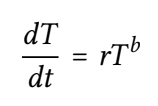 dT/dt = rT^b